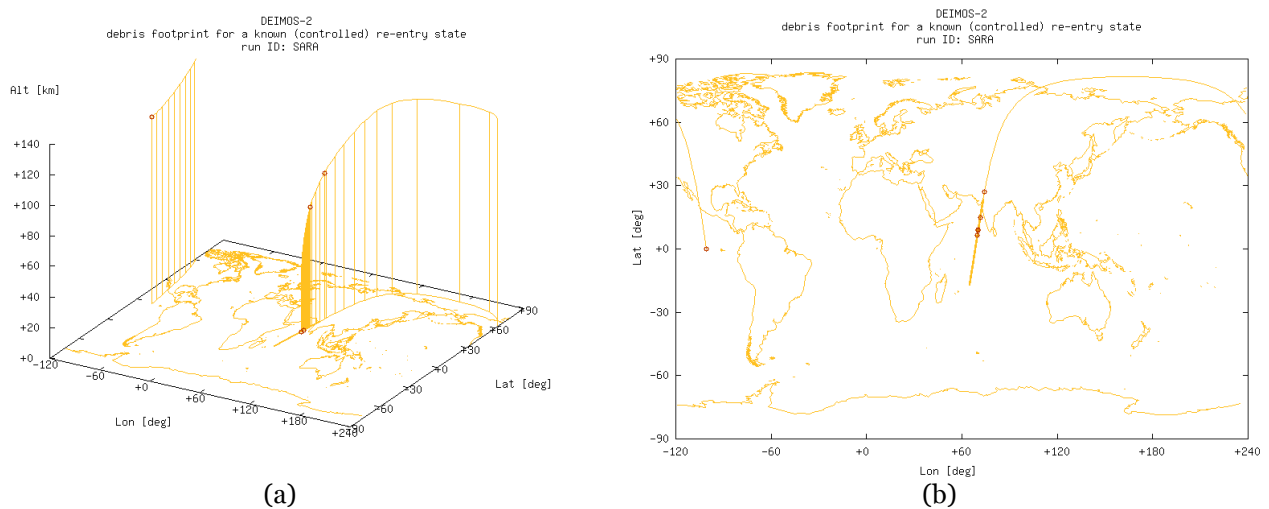 DEIMOS-2
debris footprint for a known (controlled) re-entry state
run ID: SARA
Alt [km]
+140
+120
+100
+80
+60
+40
+20
+0
-120
-60
+0
+60
+120
+180
+240
Lon [deg]
-90
-60
-30
+0
+30
+60
+90
Lat [deg]
(a)
DEIMOS-2
debris footprint for a known (controlled) re-entry state
run ID: SARA
+90
+60
+30
+0
-30
-60
-90
Lat [deg]
-120
-60
+0
+60
+120
+180
+240
Lon [deg]
(b)